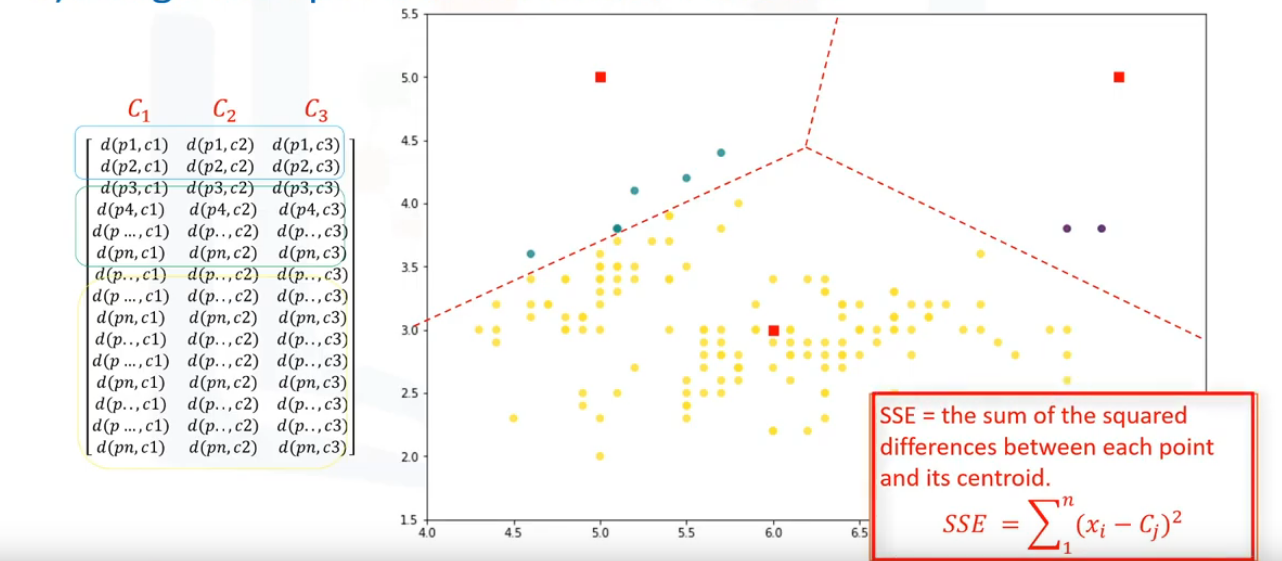 C₁ C₂ C₃
d(p1,c1) d(p1,c2) d(p1,c3)
d(p2,c1) d(p2,c2) d(p2,c3)
d(p3,c1) d(p3,c2) d(p3,c3)
d(p4,c1) d(p4,c2) d(p4,c3)
d(p ...,c1) d(p..,c2) d(p..,c3)
d(pn,c1) d(pn,c2) d(pn,c3)
d(p..,c1) d(p..,c2) d(p..,c3)
d(p ...,c1) d(p..,c2) d(p..,c3)
d(pn,c1) d(pn,c2) d(pn,c3)
d(p..,c1) d(p..,c2) d(p..,c3)
d(p ...,c1) d(p..,c2) d(p..,c3)
d(pn,c1) d(pn,c2) d(pn,c3)
d(p..,c1) d(p..,c2) d(p..,c3)
d(p ...,c1) d(p..,c2) d(p..,c3)
d(pn,c1) d(pn,c2) d(pn,c3)
5.5
5.0
4.5
4.0
3.5
3.0
2.5
2.0
1.5
4.0 4.5 5.0 5.5 6.0 6.5
SSE = the sum of the squared
differences between each point
and its centroid.
SSE = ∑₁ⁿ(xᵢ − Cⱼ)²